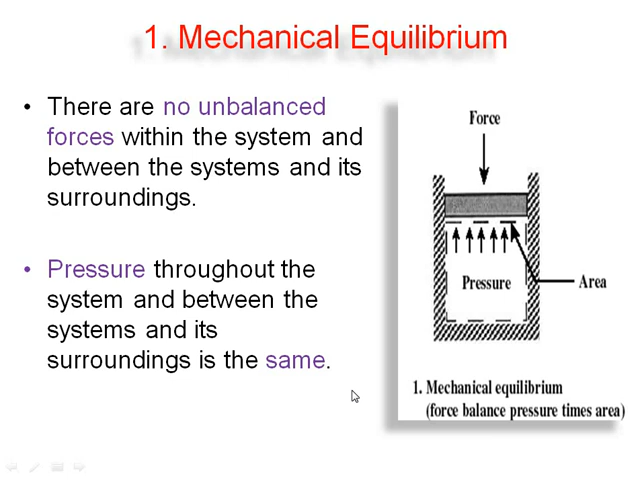 1. Mechanical Equilibrium
• There are no unbalanced
forces within the system and
between the systems and its
surroundings.
• Pressure throughout the
system and between the
systems and its
surroundings is the same.
Force
Pressure
Area
1. Mechanical equilibrium
(force balance pressure times area)